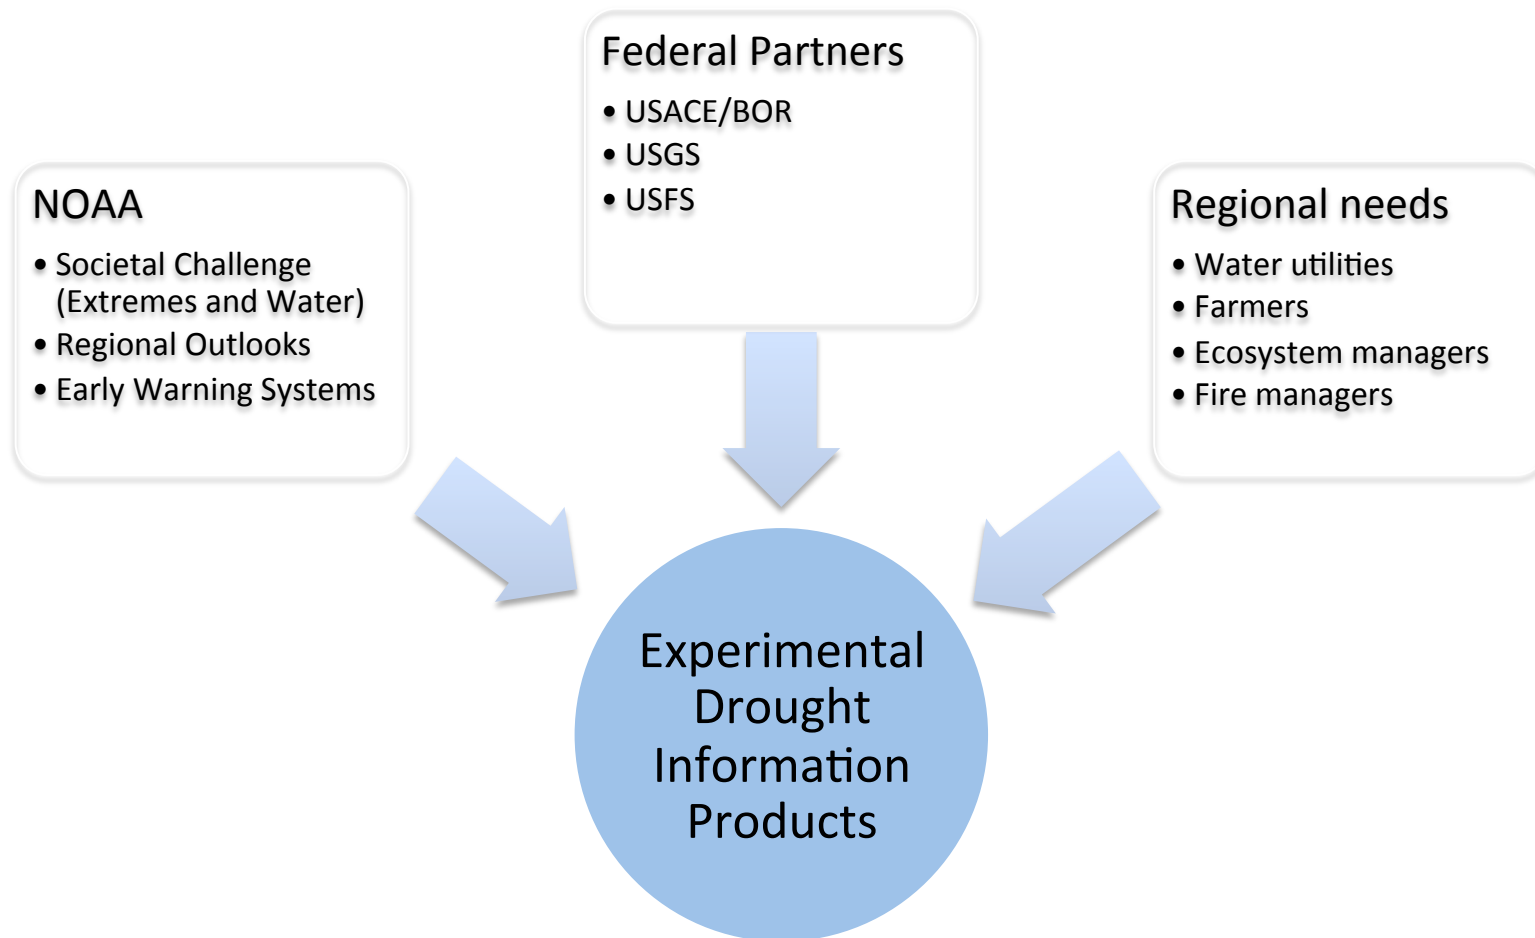 Federal Partners
• USACE/BOR
• USGS
• USFS
NOAA
• Societal Challenge
(Extremes and Water)
• Regional Outlooks
• Early Warning Systems
Regional needs
• Water utilities
• Farmers
• Ecosystem managers
• Fire managers
Experimental
Drought
Information
Products